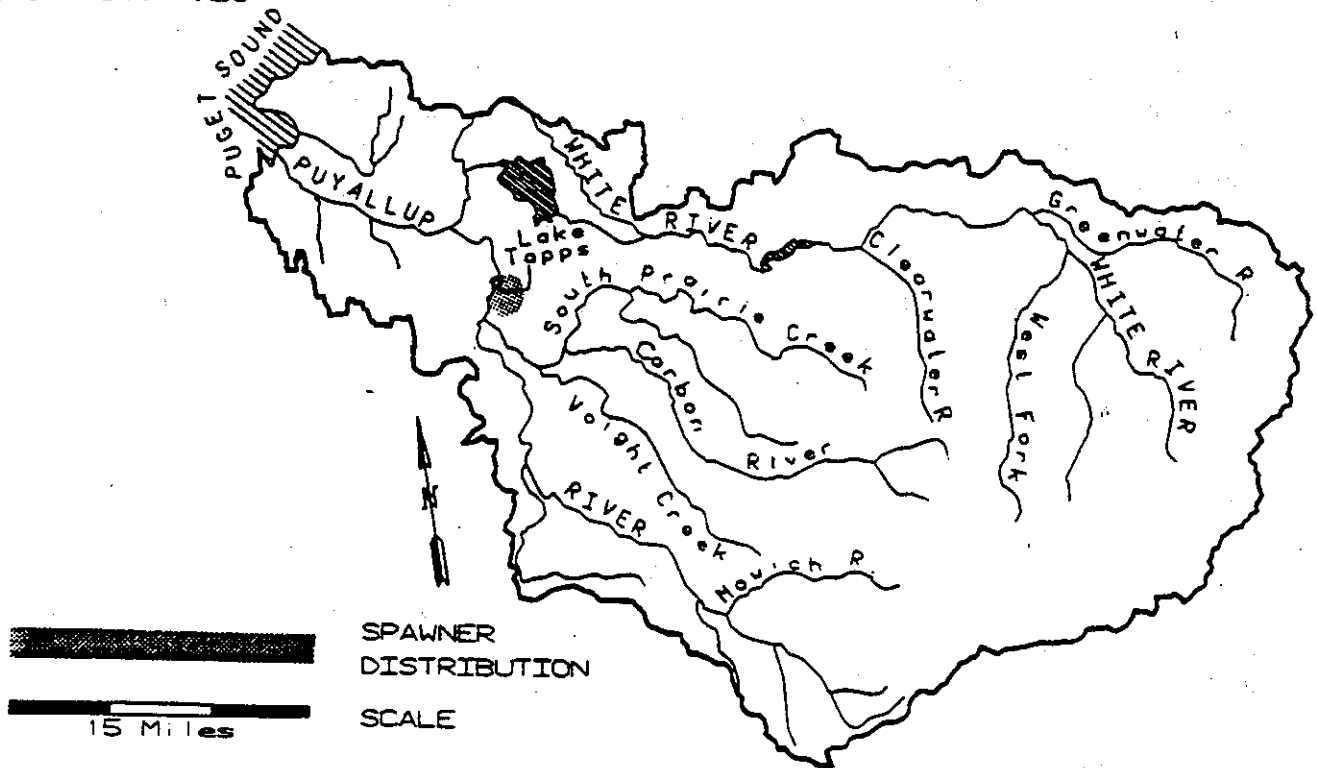 PUGET SOUND
PUYALLUP
WHITE
RIVER
Lake
Tapps
South Prairie Creek
Carbon
River
Voight Creek
RIVER
Mowich R.
Clearwater R
West Fork
Greenwater R.
WHITE RIVER
N
SPAWNER
DISTRIBUTION
15 Miles
SCALE